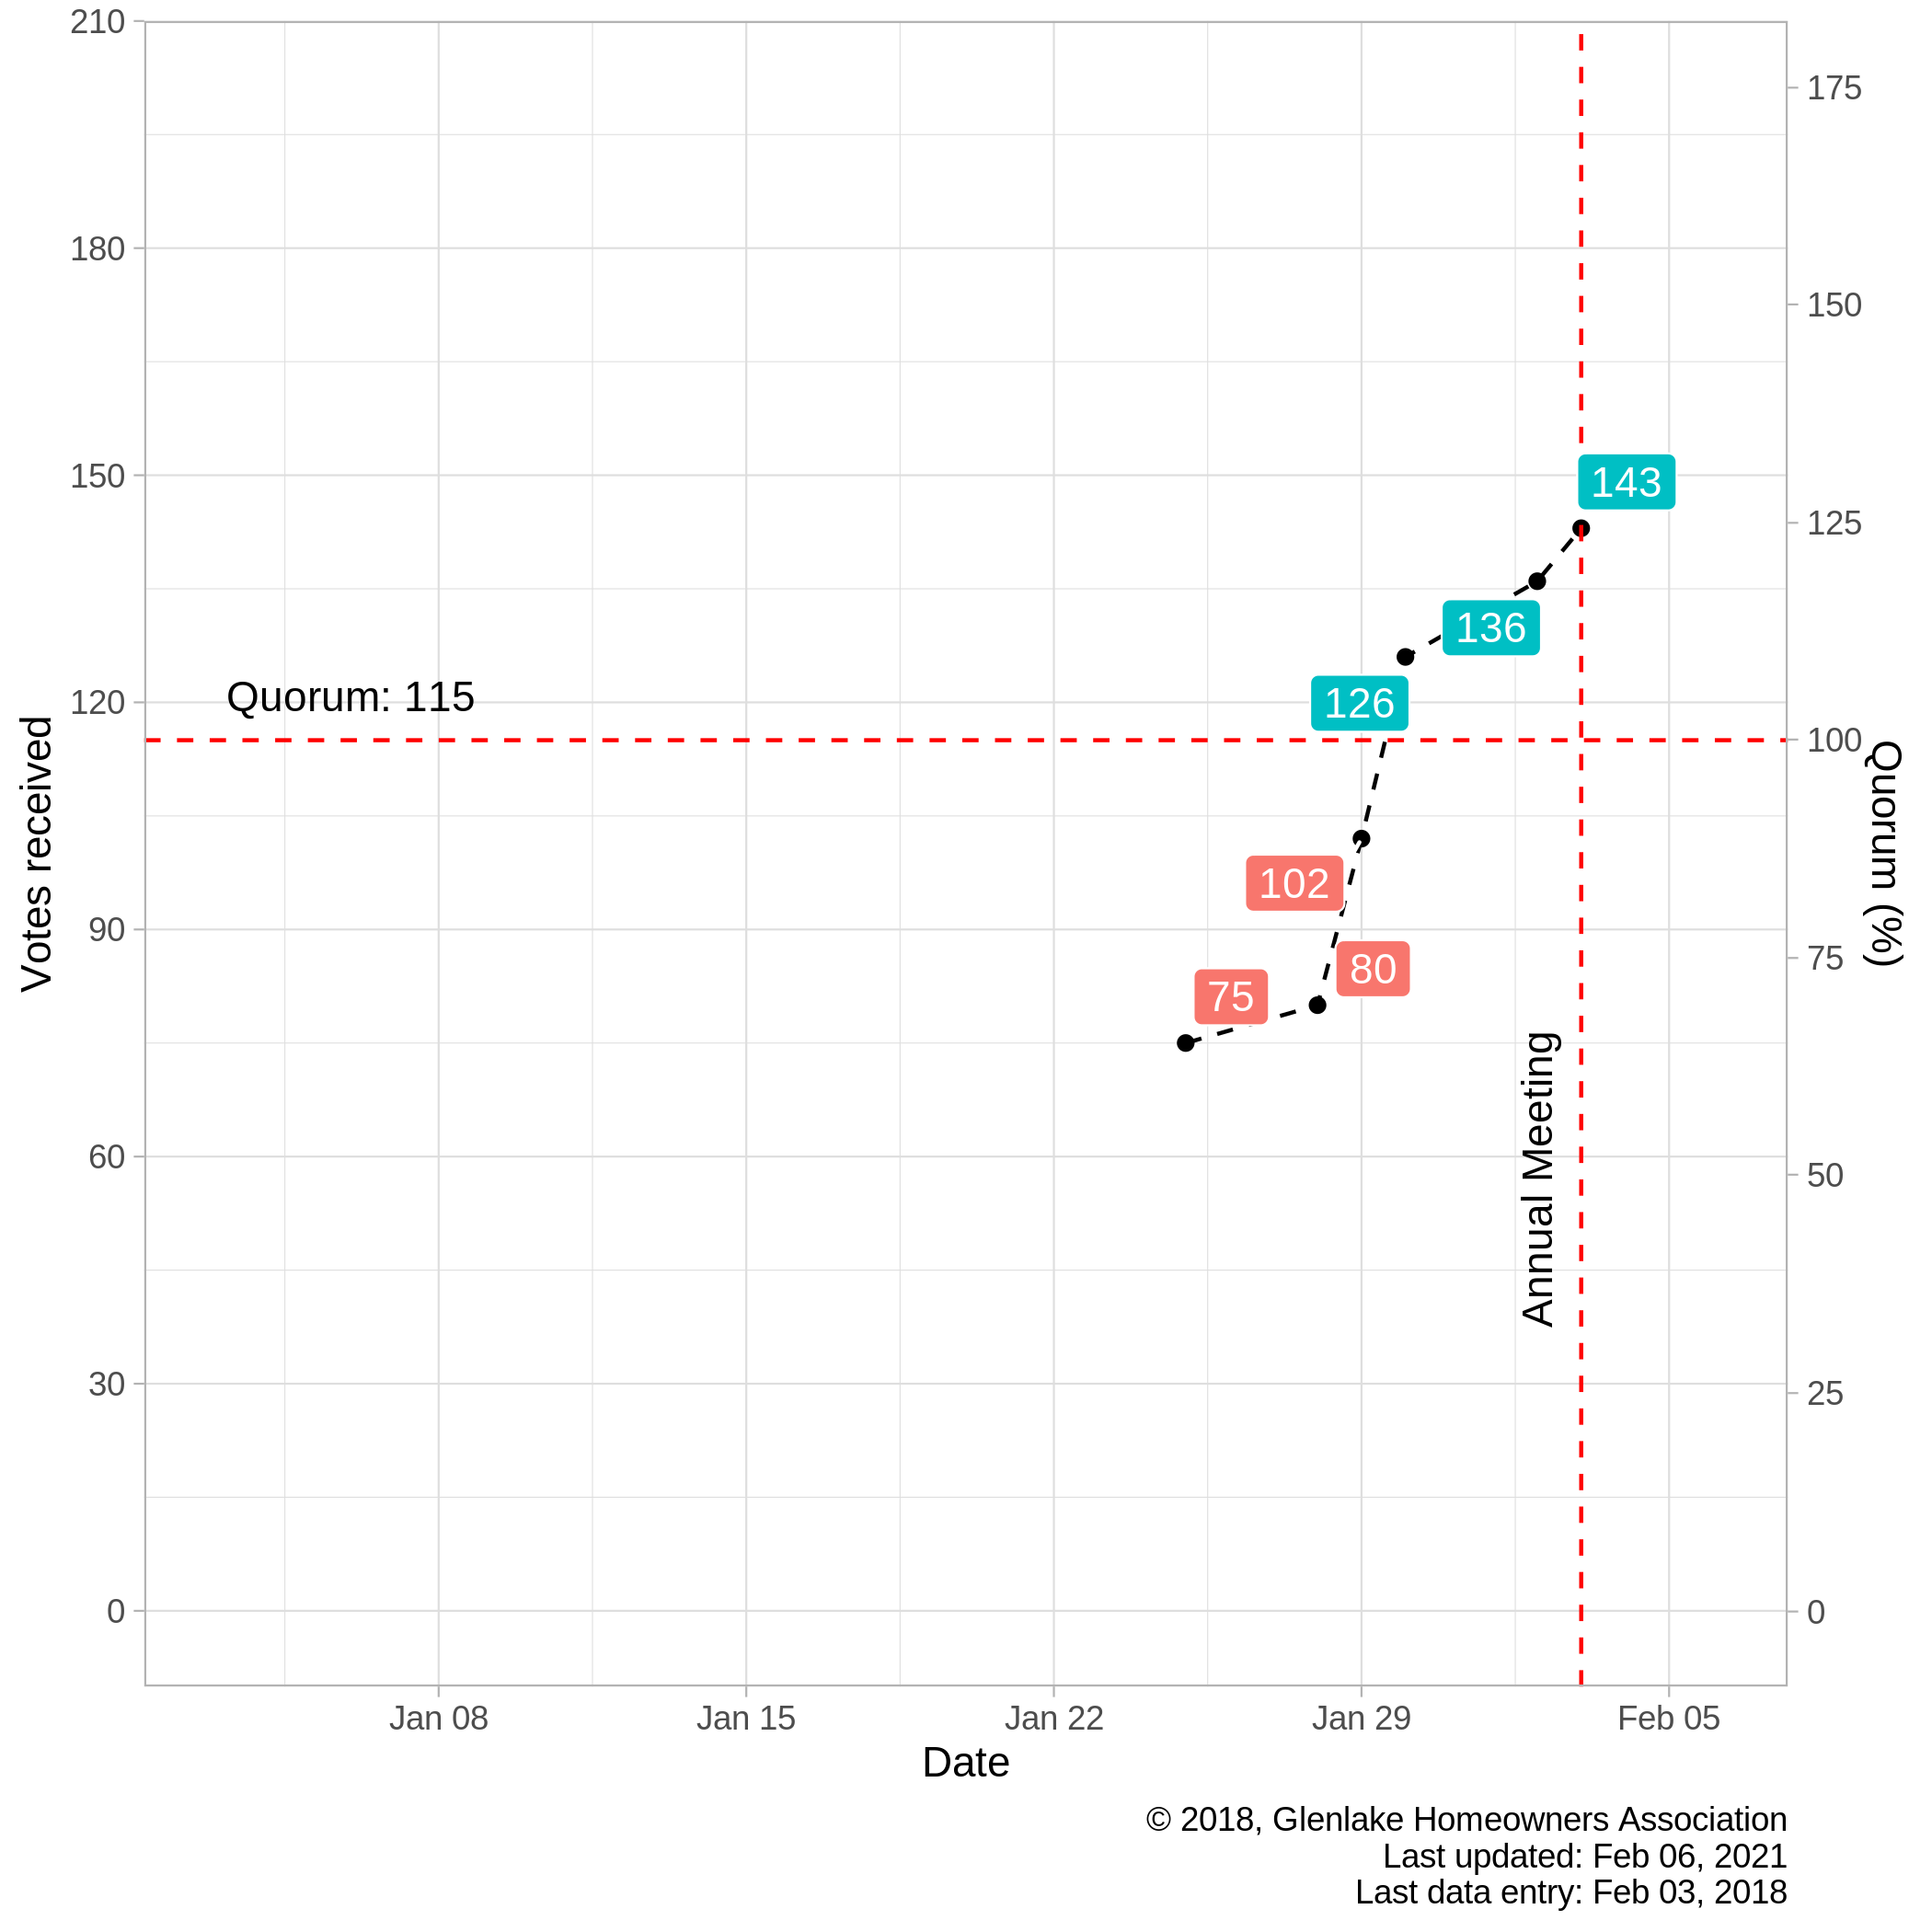 210
180
150
120
90
60
30
0
Votes received
175
150
125
100
75
50
25
0
Quorum (%)
Quorum: 115
143
136
126
102
80
75
Annual Meeting
Jan 08
Jan 15
Jan 22
Jan 29
Feb 05
Date
© 2018, Glenlake Homeowners Association
Last updated: Feb 06, 2021
Last data entry: Feb 03, 2018